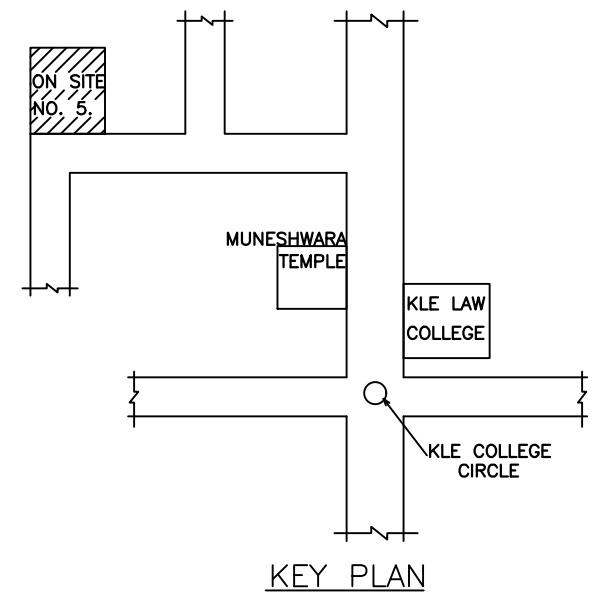 ON SITE
NO. 5.
MUNESHWARA
TEMPLE
KLE LAW
COLLEGE
KLE COLLEGE
CIRCLE
KEY PLAN